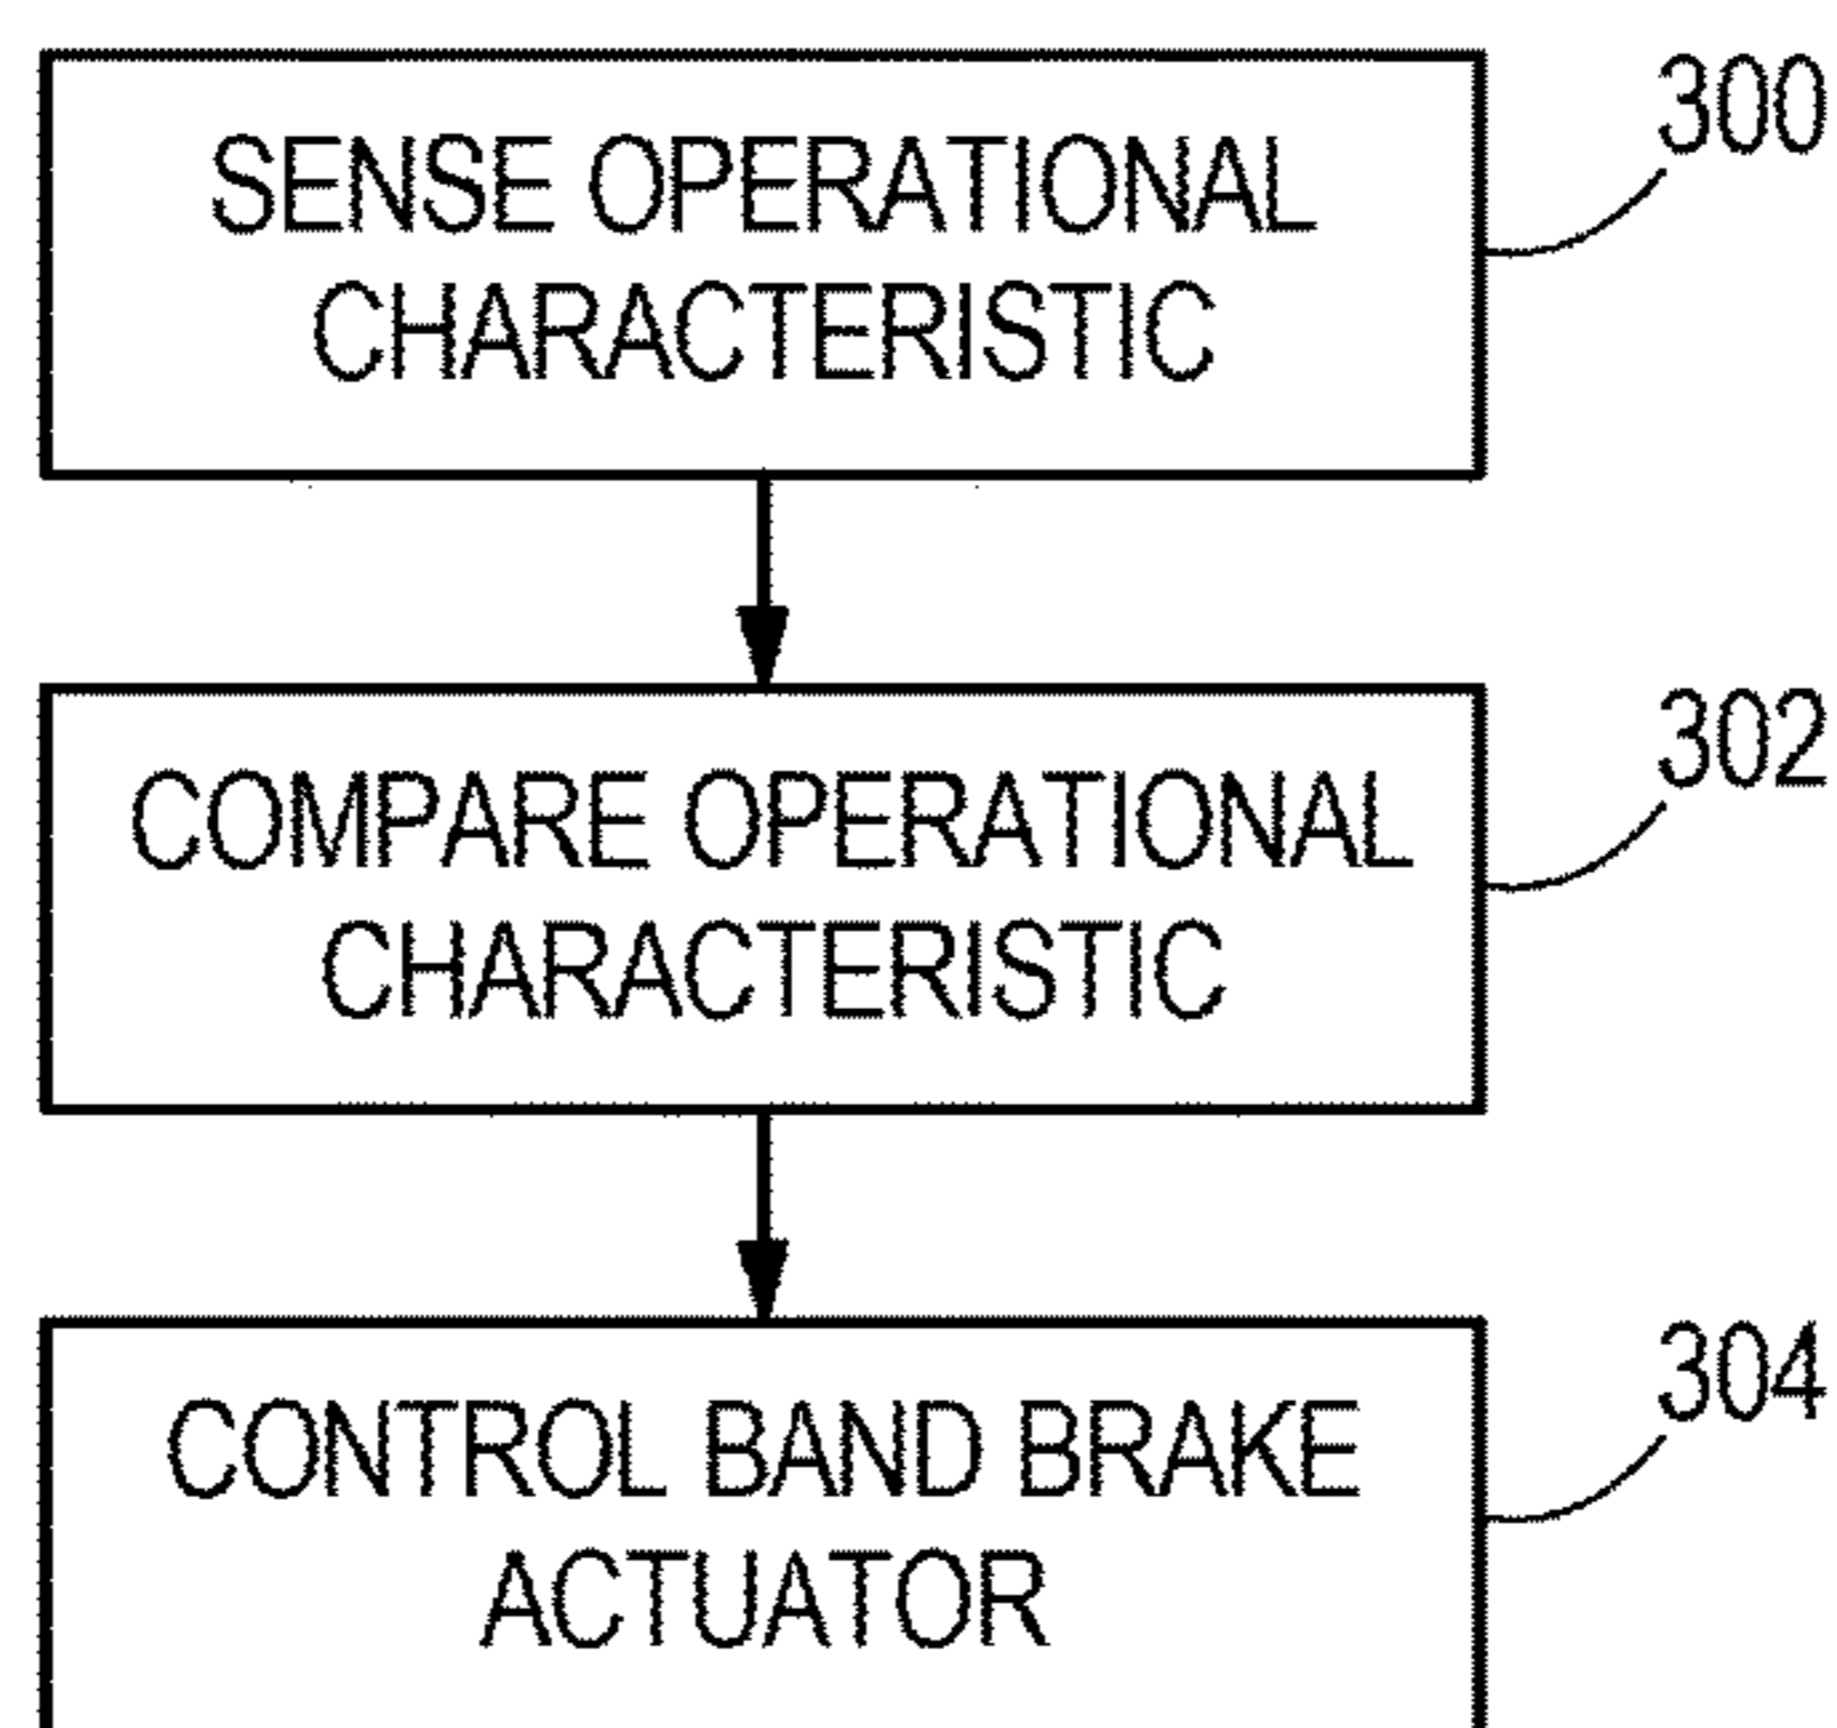 SENSE OPERATIONAL
CHARACTERISTIC
300
COMPARE OPERATIONAL
CHARACTERISTIC
302
CONTROL BAND BRAKE
ACTUATOR
304